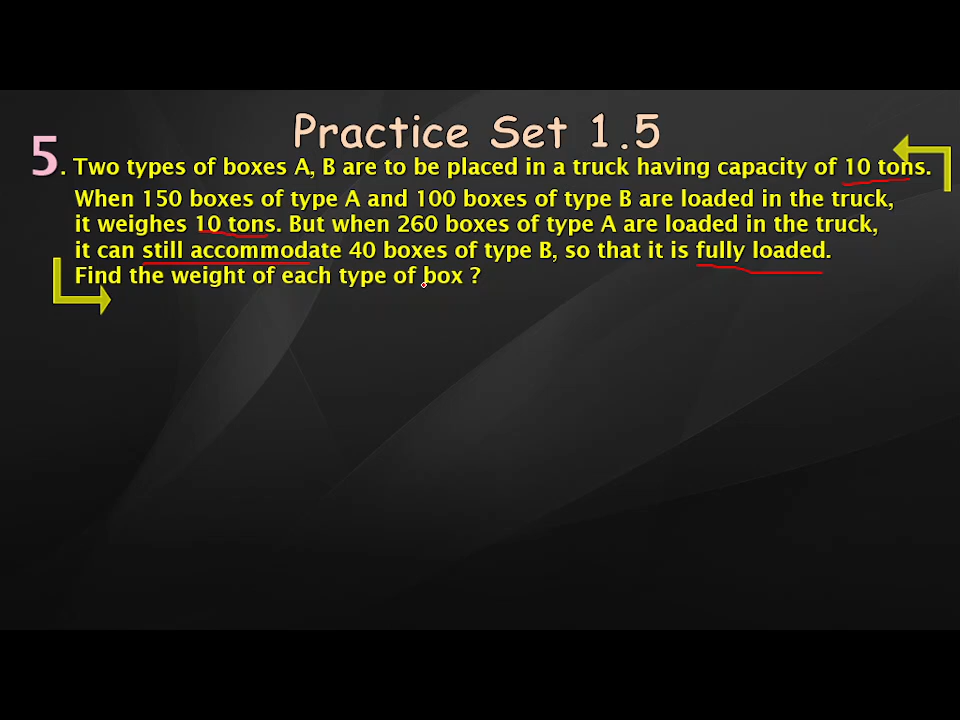 Practice Set 1.5
5. Two types of boxes A, B are to be placed in a truck having capacity of 10 tons.
When 150 boxes of type A and 100 boxes of type B are loaded in the truck,
it weighes 10 tons. But when 260 boxes of type A are loaded in the truck,
it can still accommodate 40 boxes of type B, so that it is fully loaded.
Find the weight of each type of box ?